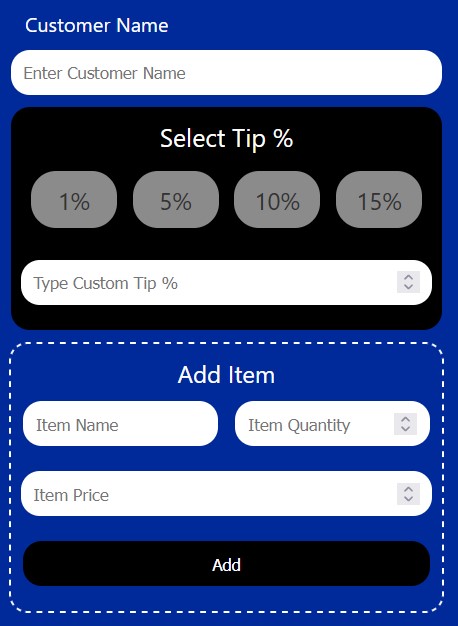 Customer Name
Enter Customer Name
Select Tip %
1% 5% 10% 15%
Type Custom Tip %
Add Item
Item Name Item Quantity
Item Price
Add